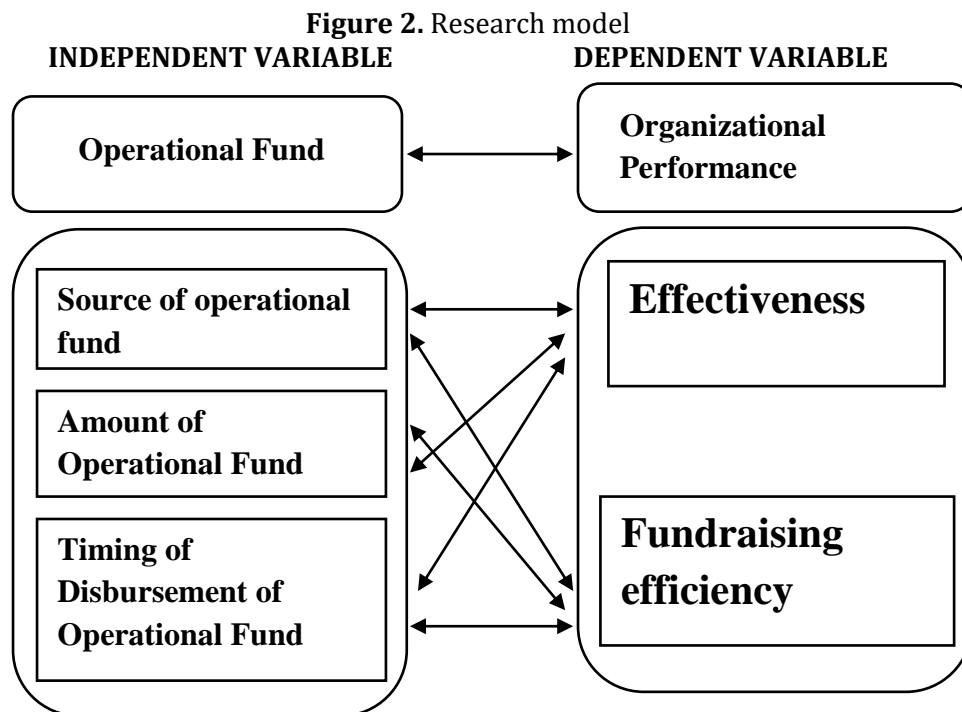 Figure 2. Research model
INDEPENDENT VARIABLE DEPENDENT VARIABLE
Operational Fund
Organizational
Performance
Source of operational
fund
Amount of
Operational Fund
Timing of
Disbursement of
Operational Fund
Effectiveness
Fundraising
efficiency